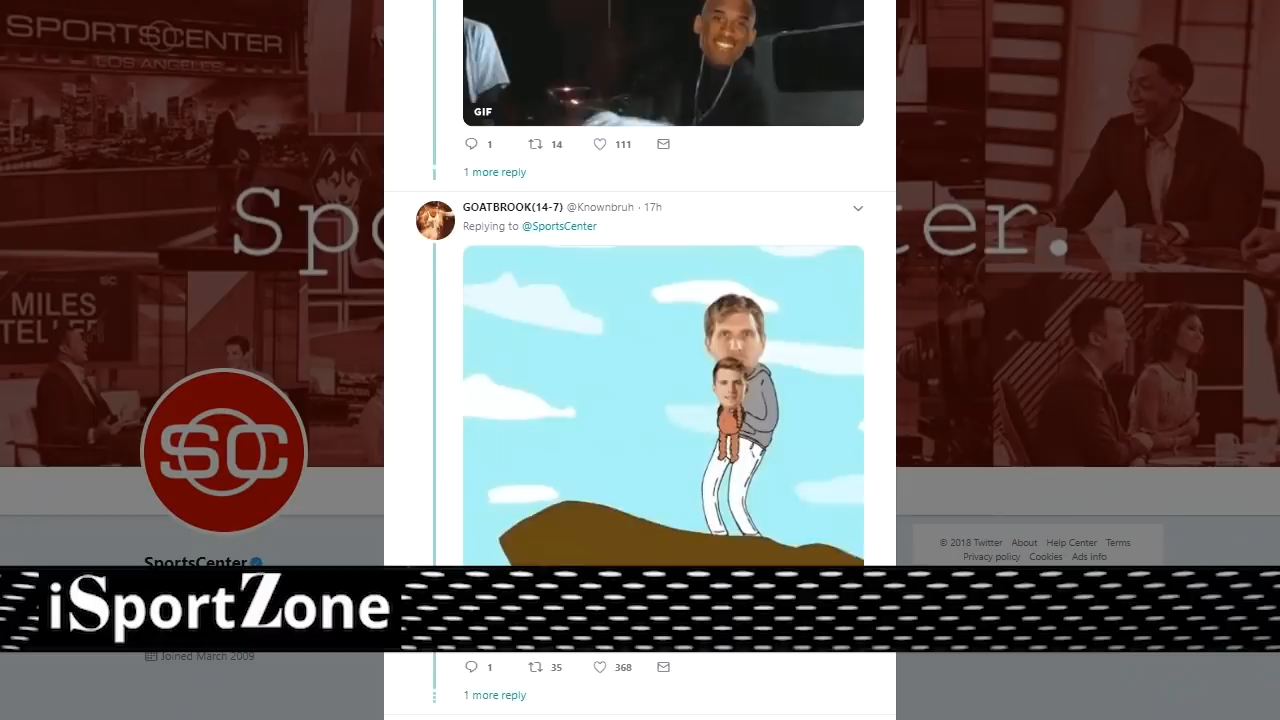 SPORTSCENTER
LOS ANGELES
GIF
1 14 111
1 more reply
GOATBROOK(14-7) @Knownbruh · 17h
Replying to @SportsCenter
Sp
er.
MILES
TELLER
SC
© 2018 Twitter About Help Center Terms
Privacy policy Cookies Ads info
SportsCenter
iSportZone
Joined March 2009
1 35 368
1 more reply